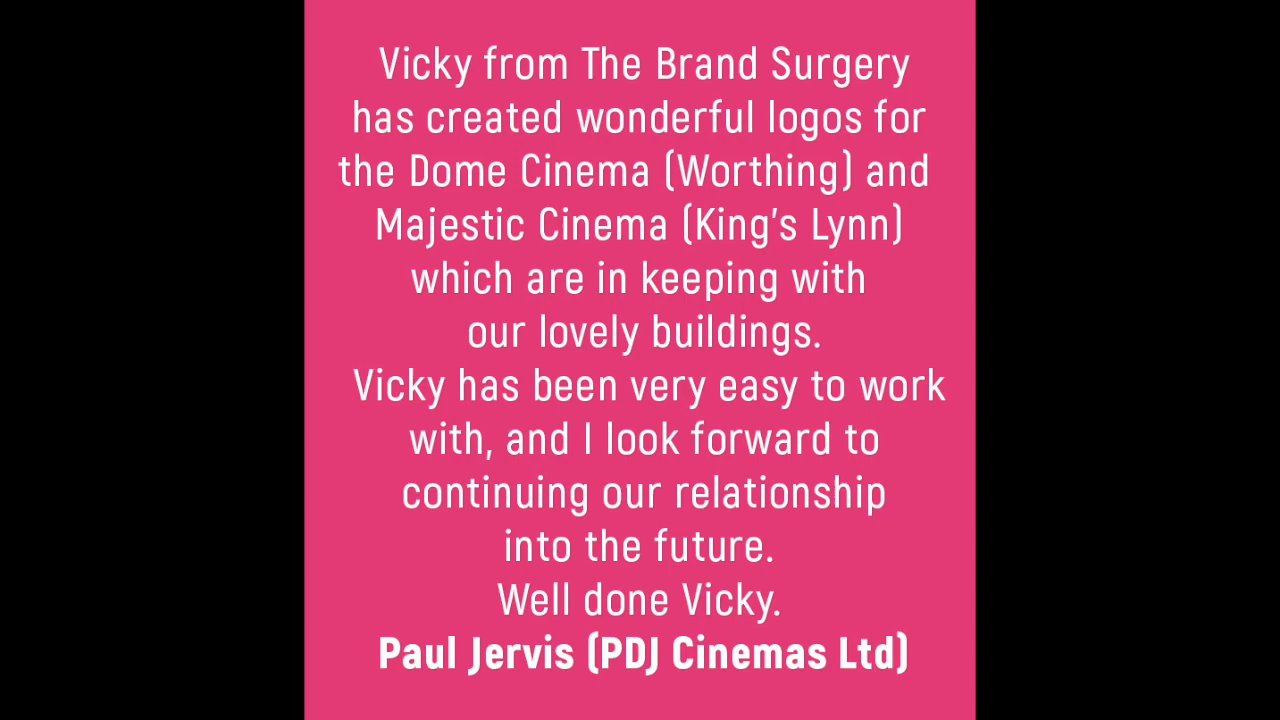 Vicky from The Brand Surgery
has created wonderful logos for
the Dome Cinema (Worthing) and
Majestic Cinema (King's Lynn)
which are in keeping with
our lovely buildings.
Vicky has been very easy to work
with, and I look forward to
continuing our relationship
into the future.
Well done Vicky.
Paul Jervis (PDJ Cinemas Ltd)